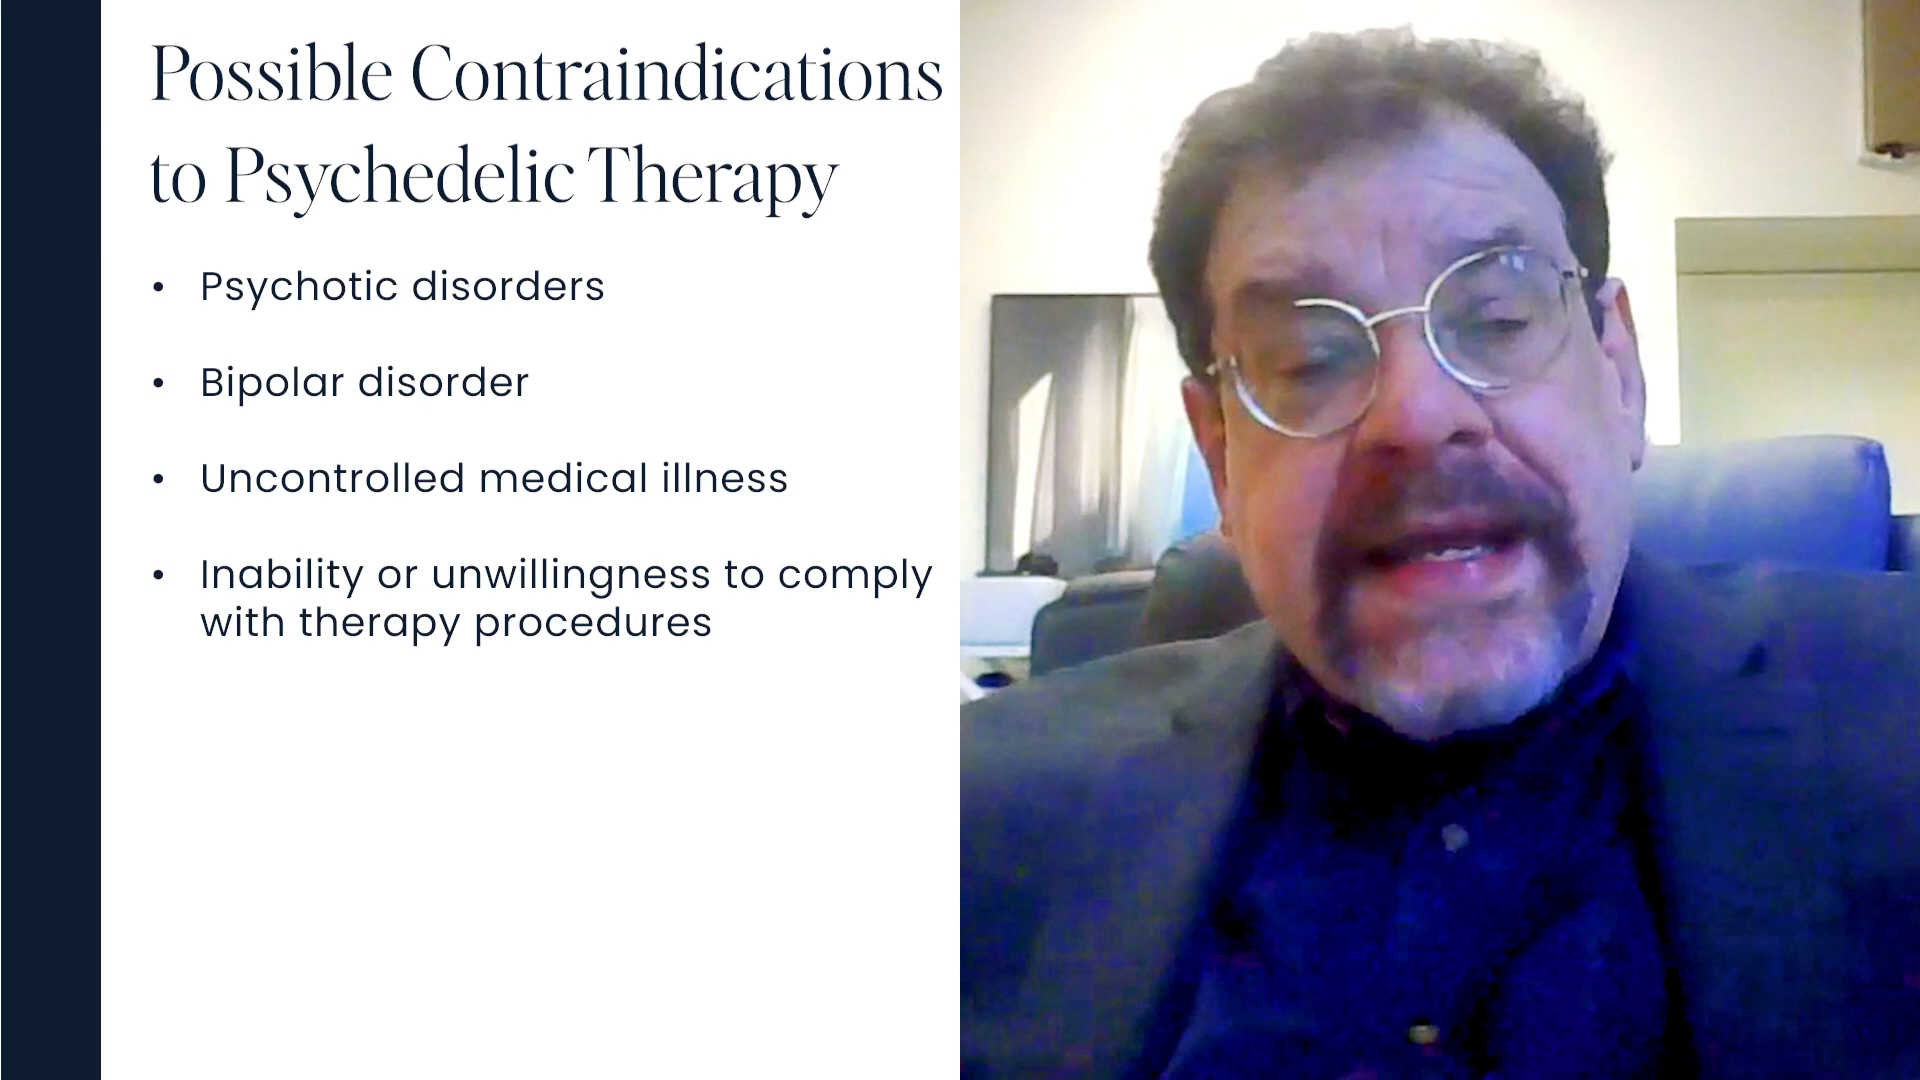 Possible Contraindications
to Psychedelic Therapy
• Psychotic disorders
• Bipolar disorder
• Uncontrolled medical illness
• Inability or unwillingness to comply
with therapy procedures